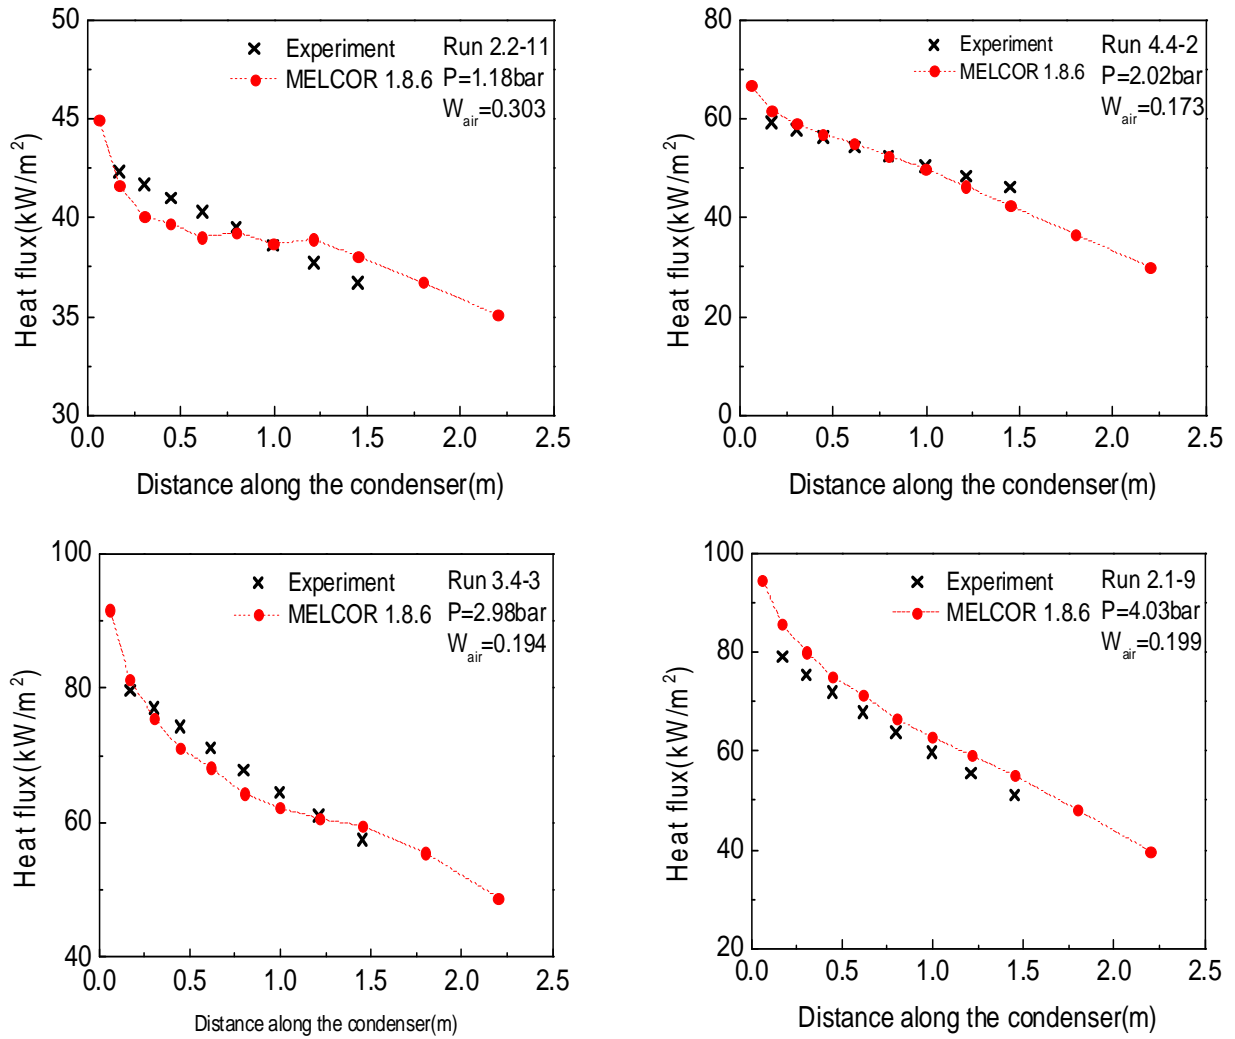 50
45
40
35
30
Heat flux(kW/m²)
Experiment
MELCOR 1.8.6
Run 2.2-11
P=1.18bar
W_air=0.303
0.0 0.5 1.0 1.5 2.0 2.5
Distance along the condenser(m)
80
60
40
20
0
Heat flux(kW/m²)
Experiment
MELCOR 1.8.6
Run 4.4-2
P=2.02bar
W_air=0.173
0.0 0.5 1.0 1.5 2.0 2.5
Distance along the condenser(m)
100
80
60
40
Heat flux(kW/m²)
Experiment
MELCOR 1.8.6
Run 3.4-3
P=2.98bar
W_air=0.194
0.0 0.5 1.0 1.5 2.0 2.5
Distance along the condenser(m)
100
80
60
40
20
Heat flux(kW/m²)
Experiment
MELCOR 1.8.6
Run 2.1-9
P=4.03bar
W_air=0.199
0.0 0.5 1.0 1.5 2.0 2.5
Distance along the condenser(m)